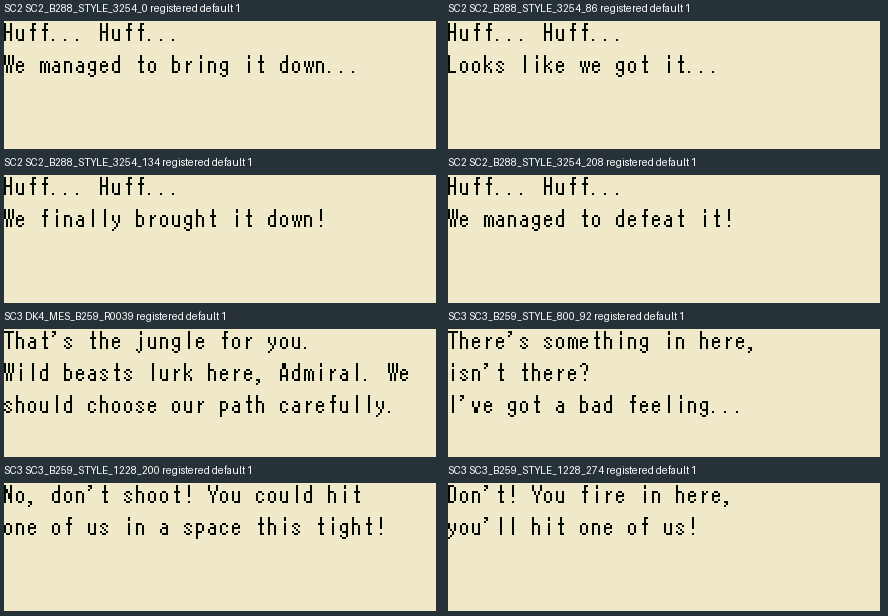 SC2 SC2_B288_STYLE_3254_0 registered default 1
Huff... Huff...
We managed to bring it down...
SC2 SC2_B288_STYLE_3254_86 registered default 1
Huff... Huff...
Looks like we got it...
SC2 SC2_B288_STYLE_3254_134 registered default 1
Huff... Huff...
We finally brought it down!
SC2 SC2_B288_STYLE_3254_208 registered default 1
Huff... Huff...
We managed to defeat it!
SC3 DK4_MES_B259_R0039 registered default 1
That's the jungle for you.
Wild beasts lurk here, Admiral. We
should choose our path carefully.
SC3 SC3_B259_STYLE_800_92 registered default 1
There's something in here,
isn't there?
I've got a bad feeling...
SC3 SC3_B259_STYLE_1228_200 registered default 1
No, don't shoot! You could hit
one of us in a space this tight!
SC3 SC3_B259_STYLE_1228_274 registered default 1
Don't! You fire in here,
you'll hit one of us!